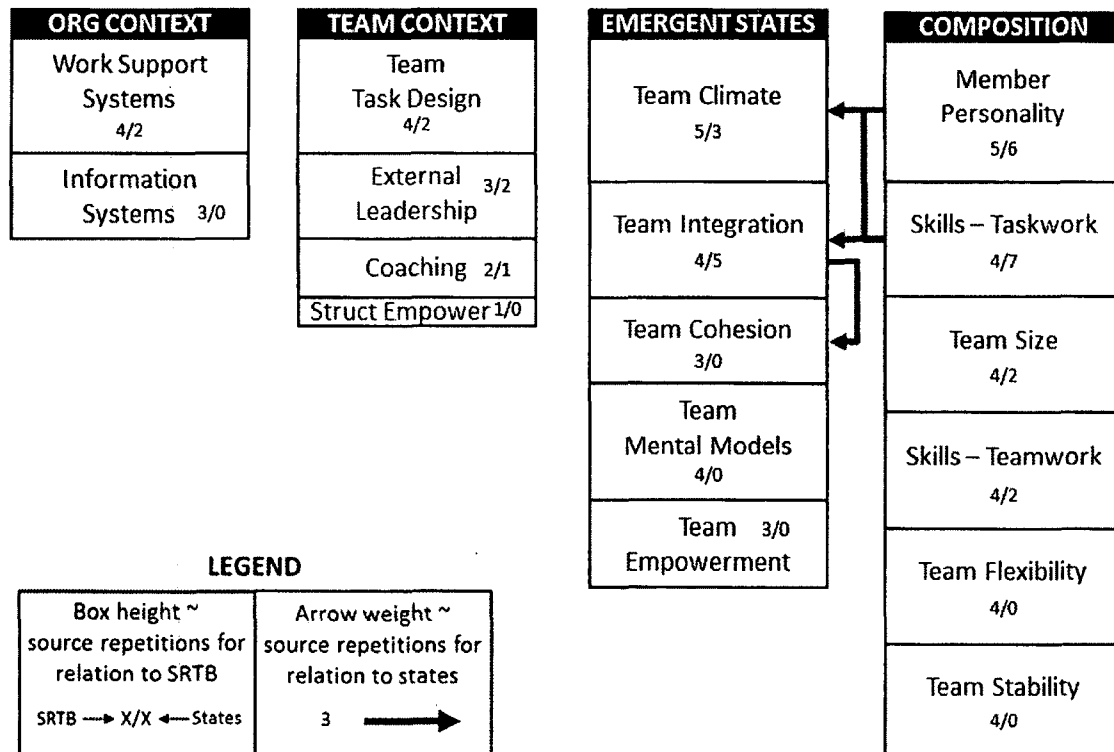 ORG CONTEXT
Work Support
Systems
4/2
Information
Systems 3/0
TEAM CONTEXT
Team
Task Design
4/2
External 3/2
Leadership
Coaching 2/1
Struct Empower 1/0
EMERGENT STATES
Team Climate
5/3
Team Integration
4/5
Team Cohesion
3/0
Team
Mental Models
4/0
Team 3/0
Empowerment
COMPOSITION
Member
Personality
5/6
Skills – Taskwork
4/7
Team Size
4/2
Skills – Teamwork
4/2
Team Flexibility
4/0
Team Stability
4/0
LEGEND
Box height ~
source repetitions for
relation to SRTB
SRTB X/X States
Arrow weight ~
source repetitions for
relation to states
3